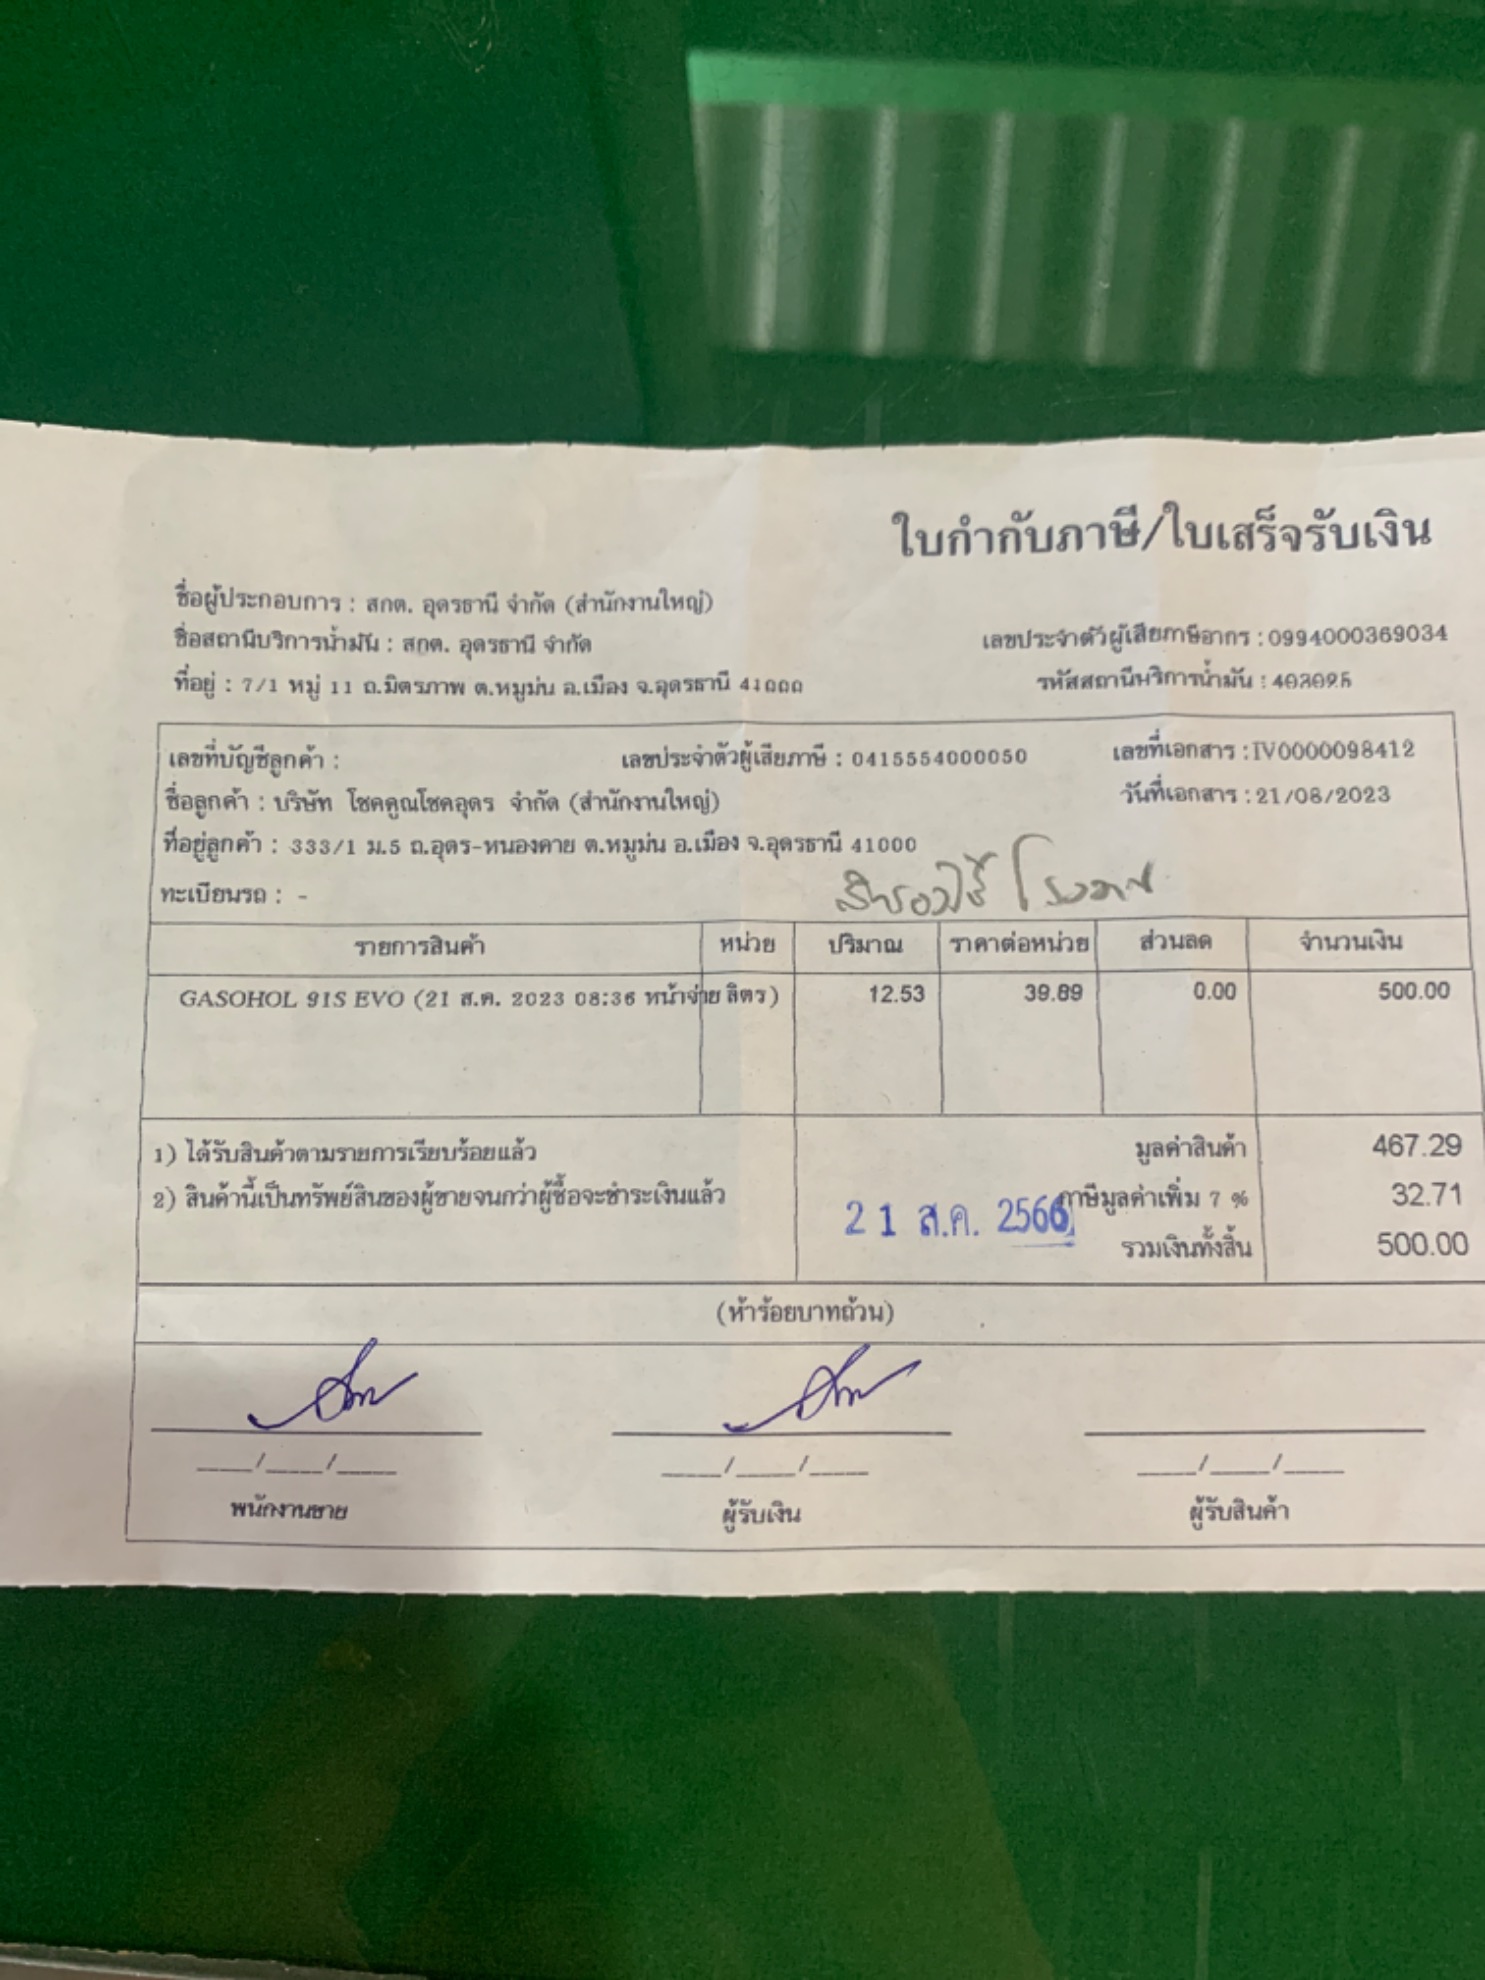 ใบกำกับภาษี/ใบเสร็จรับเงิน
ชื่อผู้ประกอบการ : สกต. อุดรธานี จำกัด (สำนักงานใหญ่)
ชื่อสถานีบริการน้ำมัน : สกต. อุดรธานี จำกัด
เลขประจำตัวผู้เสียภาษีอากร : 0994000369034
ที่อยู่ : 7/1 หมู่ 11 ถ.มิตรภาพ ต.หมูม่น อ.เมือง จ.อุดรธานี 41000
รหัสสถานีบริการน้ำมัน :
เลขที่บัญชีลูกค้า : เลขประจำตัวผู้เสียภาษี : 0415554000050 เลขที่เอกสาร : IV0000098412
ชื่อลูกค้า : บริษัท โชคคูณโชคอุดร จำกัด (สำนักงานใหญ่) วันที่เอกสาร : 21/08/2023
ที่อยู่ลูกค้า : 333/1 ม.5 ถ.อุดร-หนองคาย ต.หมูม่น อ.เมือง จ.อุดรธานี 41000
ทะเบียนรถ : -
รายการสินค้า หน่วย ปริมาณ ราคาต่อหน่วย ส่วนลด จำนวนเงิน
GASOHOL 91S EVO (21 ส.ค. 2023 08:36 หน้าจ่าย ลิตร) 12.53 39.89 0.00 500.00
1) ได้รับสินค้าตามรายการเรียบร้อยแล้ว มูลค่าสินค้า 467.29
2) สินค้านี้เป็นทรัพย์สินของผู้ขายจนกว่าผู้ซื้อจะชำระเงินแล้ว ภาษีมูลค่าเพิ่ม 7 % 32.71
21 ส.ค. 2566
รวมเงินทั้งสิ้น 500.00
(ห้าร้อยบาทถ้วน)
____/____/____ ____/____/____ ____/____/____
พนักงานขาย ผู้รับเงิน ผู้รับสินค้า